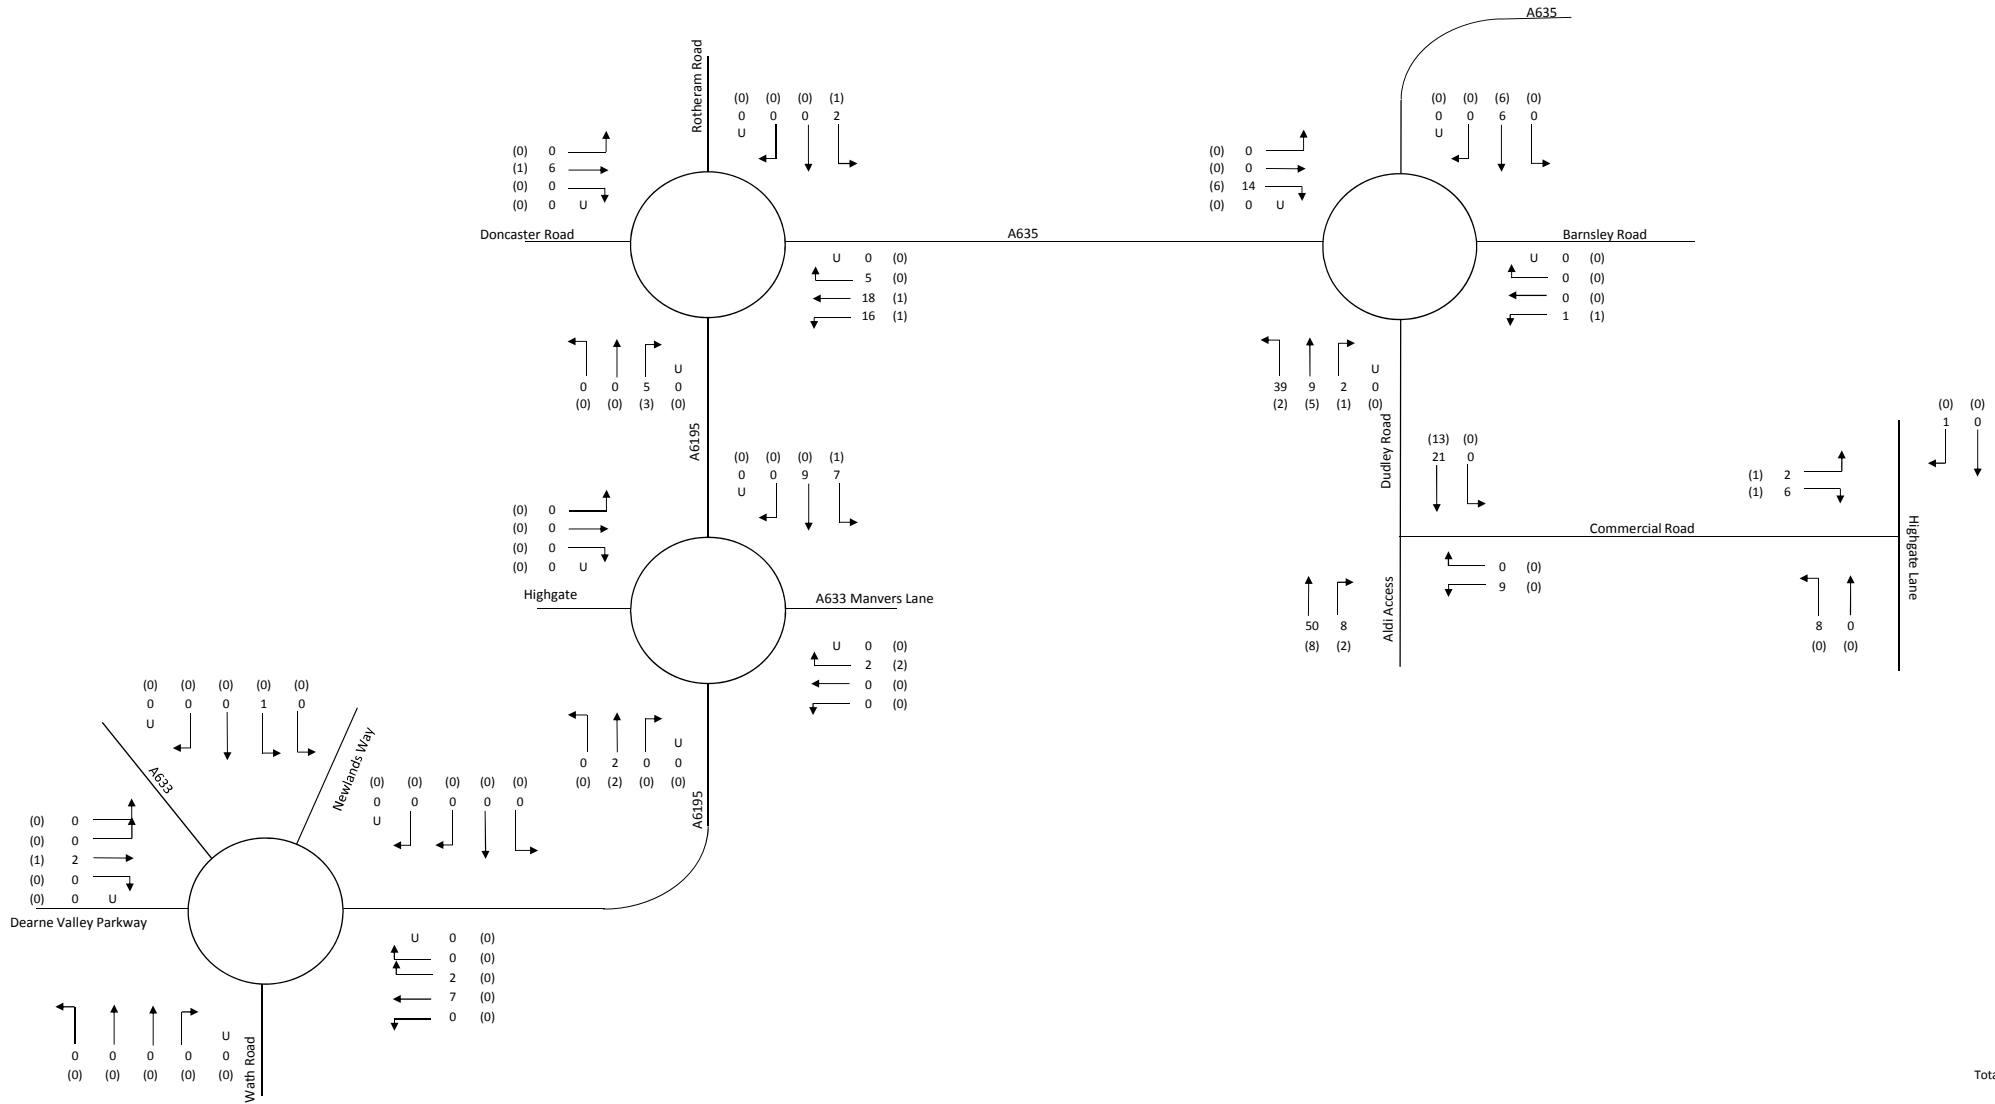 A635
Rotheram Road
(0) (0) (0) (1)
0 0 0 2
U
(0) 0
(1) 6
(0) 0
(0) 0 U
Doncaster Road
A635
U 0 (0)
5 (0)
18 (1)
16 (1)
0 0 5 U 0
(0) (0) (3) (0)
A6195
(0) (0) (6) (0)
0 0 6 0
U
(0) 0
(0) 0
(6) 14
(0) 0 U
Barnsley Road
U 0 (0)
0 (0)
0 (0)
1 (1)
U
39 9 2 0
(2) (5) (1) (0)
Dudley Road
(13) (0)
21 0
(0) (0)
1 0
(1) 2
(1) 6
Commercial Road
Highgate Lane
0 (0)
9 (0)
Aldi Access
50 8
(8) (2)
8 0
(0) (0)
(0) (0) (0) (1)
0 0 9 7
U
(0) 0
(0) 0
(0) 0
(0) 0 U
Highgate
A633 Manvers Lane
U 0 (0)
2 (2)
0 (0)
0 (0)
U
0 2 0 0
(0) (2) (0) (0)
A6195
(0) (0) (0) (0) (0)
0 0 0 1 0
U
A633
Newlands Way
(0) (0) (0) (0) (0)
0 0 0 0 0
U
(0) 0
(0) 0
(1) 2
(0) 0
(0) 0 U
Dearne Valley Parkway
U 0 (0)
0 (0)
2 (0)
7 (0)
0 (0)
U
0 0 0 0 0
(0) (0) (0) (0) (0)
Wath Road
Tota